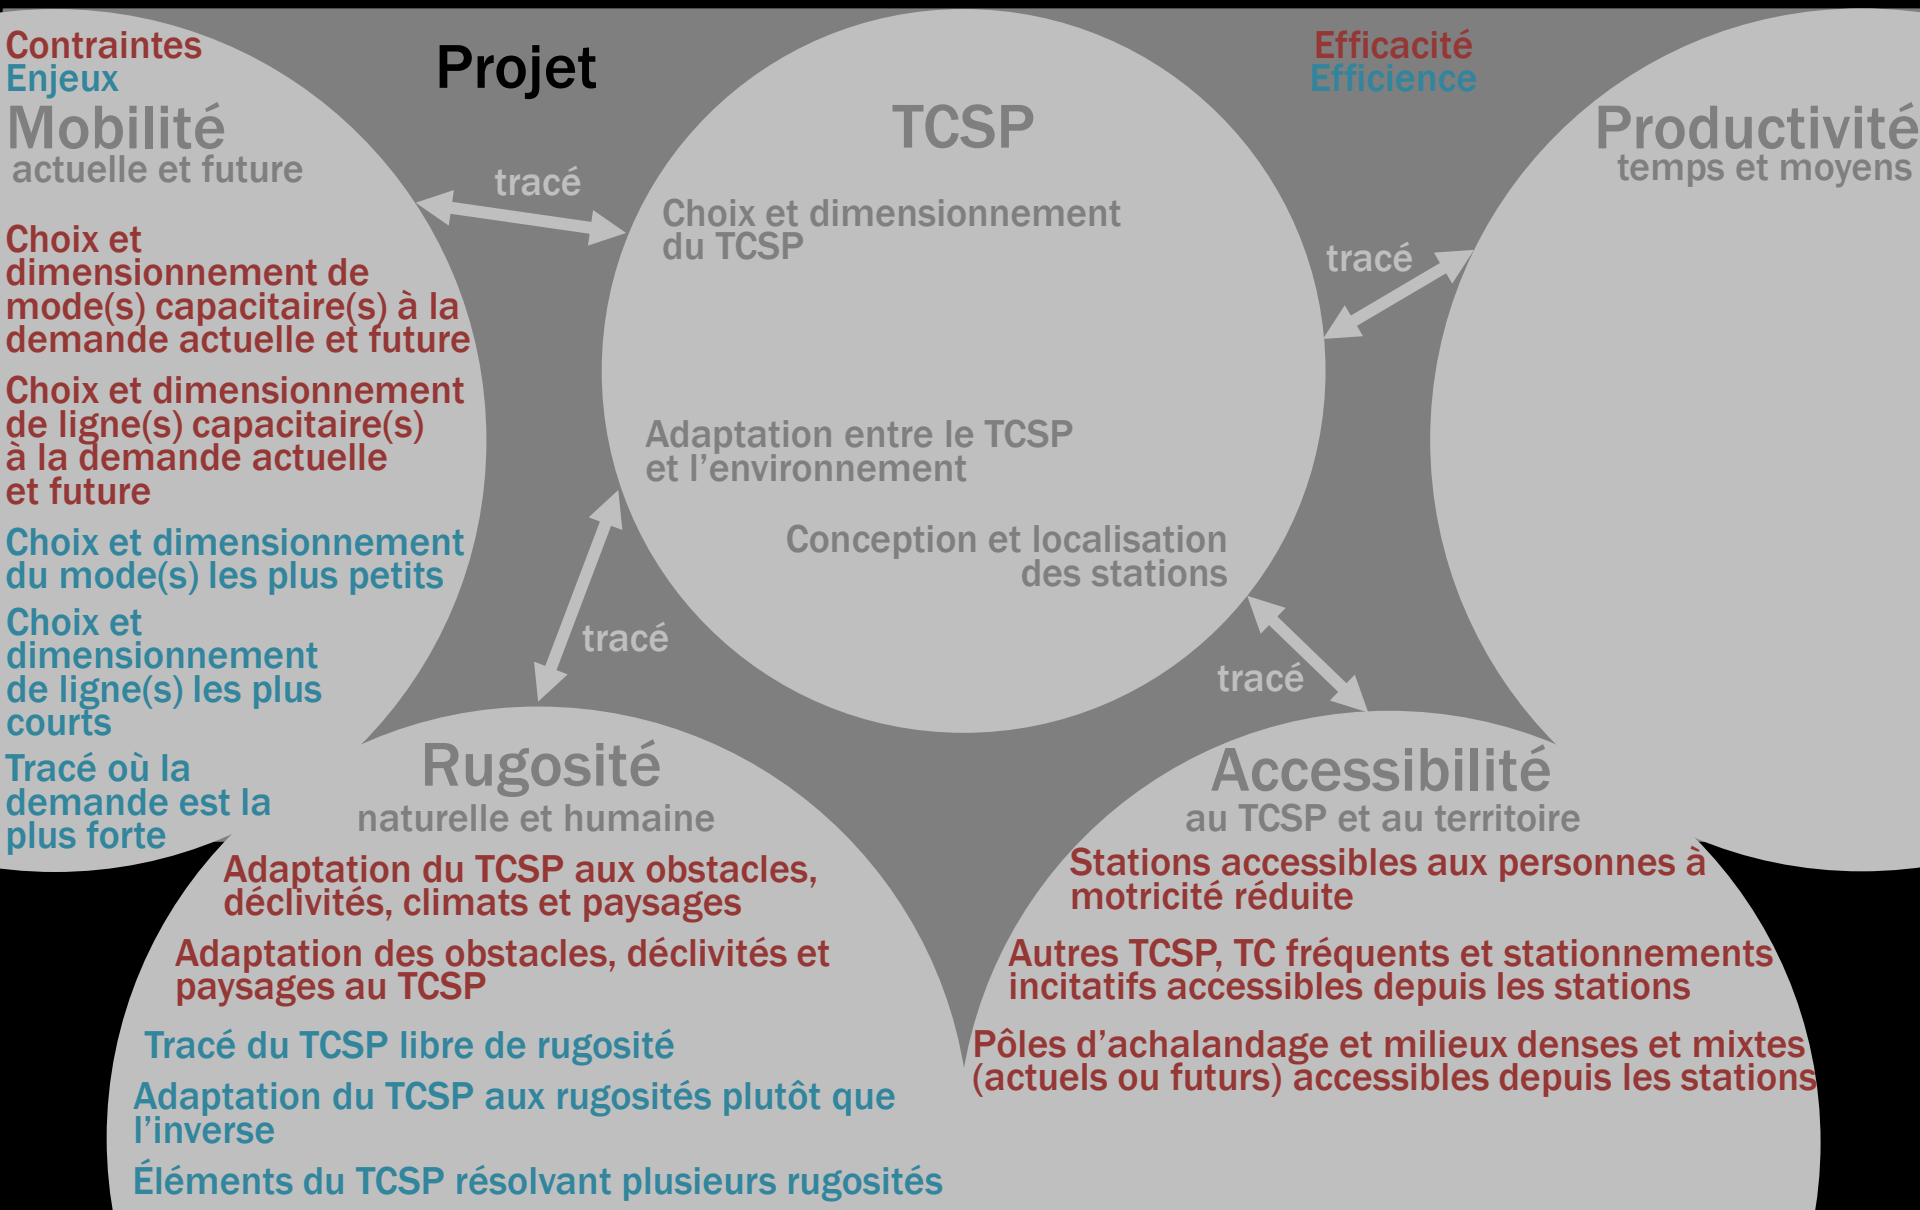 Contraintes
Enjeux
Mobilité
actuelle et future
Choix et
dimensionnement de
mode(s) capacitaire(s) à la
demande actuelle et future
Choix et dimensionnement
de ligne(s) capacitaire(s)
à la demande actuelle
et future
Choix et dimensionnement
du mode(s) les plus petits
Choix et
dimensionnement
de ligne(s) les plus
courts
Tracé où la
demande est la
plus forte
Projet
tracé
TCSP
Choix et dimensionnement
du TCSP
Adaptation entre le TCSP
et l'environnement
Conception et localisation
des stations
Efficacité
Efficience
tracé
Productivité
temps et moyens
tracé
tracé
Rugosité
naturelle et humaine
Adaptation du TCSP aux obstacles,
déclivités, climats et paysages
Adaptation des obstacles, déclivités et
paysages au TCSP
Tracé du TCSP libre de rugosité
Adaptation du TCSP aux rugosités plutôt que
l'inverse
Éléments du TCSP résolvant plusieurs rugosités
Accessibilité
au TCSP et au territoire
Stations accessibles aux personnes à
motricité réduite
Autres TCSP, TC fréquents et stationnements
incitatifs accessibles depuis les stations
Pôles d'achalandage et milieux denses et mixtes
(actuels ou futurs) accessibles depuis les stations